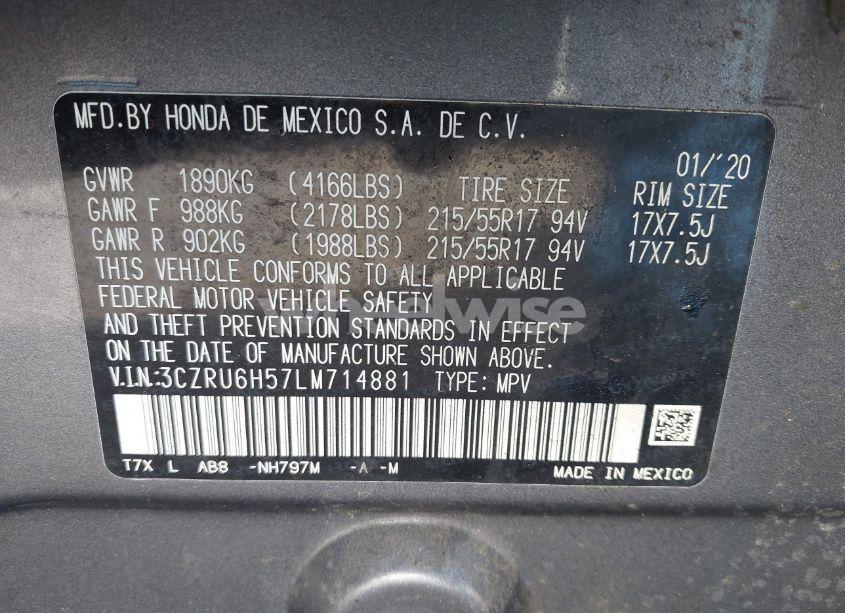 MFD.BY HONDA DE MEXICO S.A. DE C.V.
01/'20
GVWR 1890KG (4166LBS) TIRE SIZE RIM SIZE
GAWR F 988KG (2178LBS) 215/55R17 94V 17X7.5J
GAWR R 902KG (1988LBS) 215/55R17 94V 17X7.5J
THIS VEHICLE CONFORMS TO ALL APPLICABLE
FEDERAL MOTOR VEHICLE SAFETY
AND THEFT PREVENTION STANDARDS IN EFFECT
ON THE DATE OF MANUFACTURE SHOWN ABOVE.
V.I.N.:3CZRU6H57LM714881 TYPE: MPV
T7X L AB8 -NH797M -A -M
MADE IN MEXICO
wheelwise